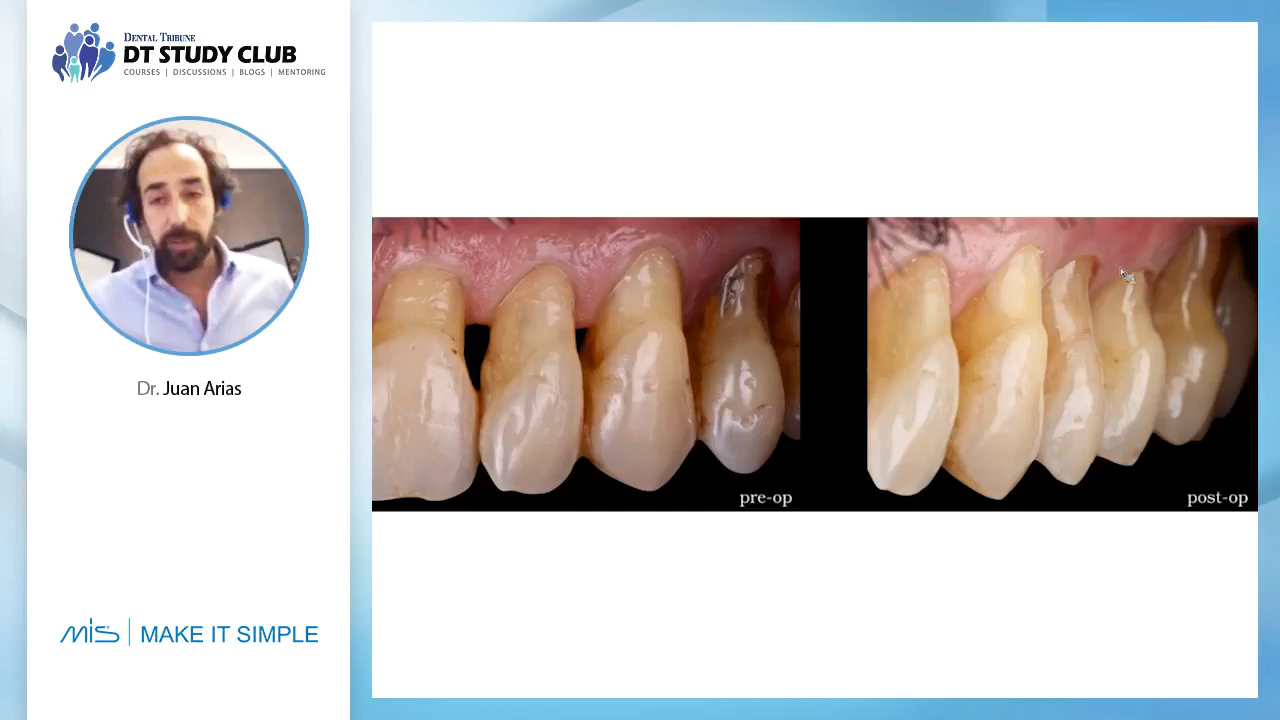 DENTAL TRIBUNE
DT STUDY CLUB
COURSES | DISCUSSIONS | BLOGS | MENTORING
Dr. Juan Arias
pre-op
post-op
MIS | MAKE IT SIMPLE